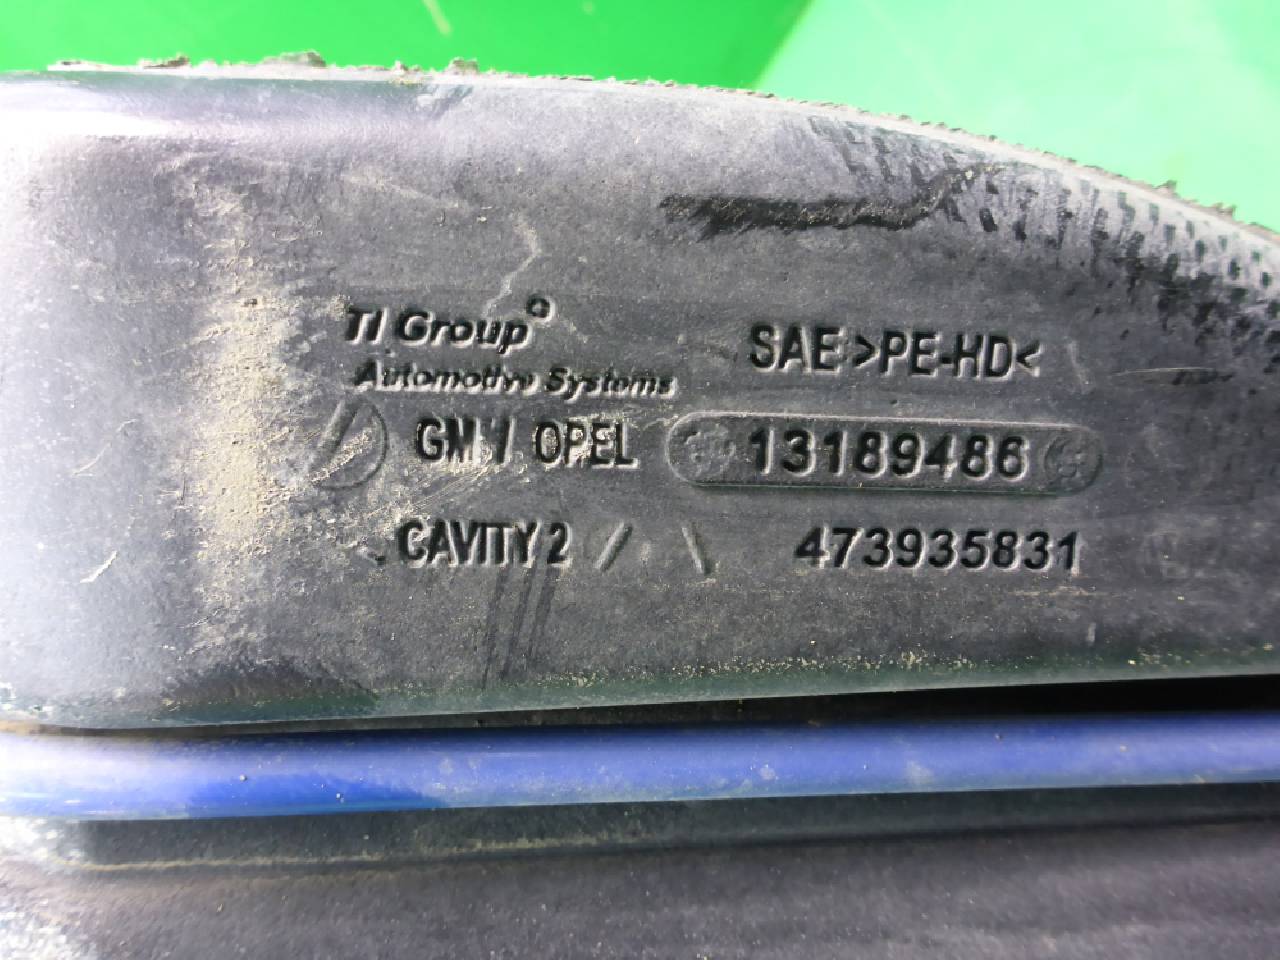 TI Group
Automotive Systems
SAE >PE-HD<
GM / OPEL 13189486
CAVITY 2 / \ 473935831